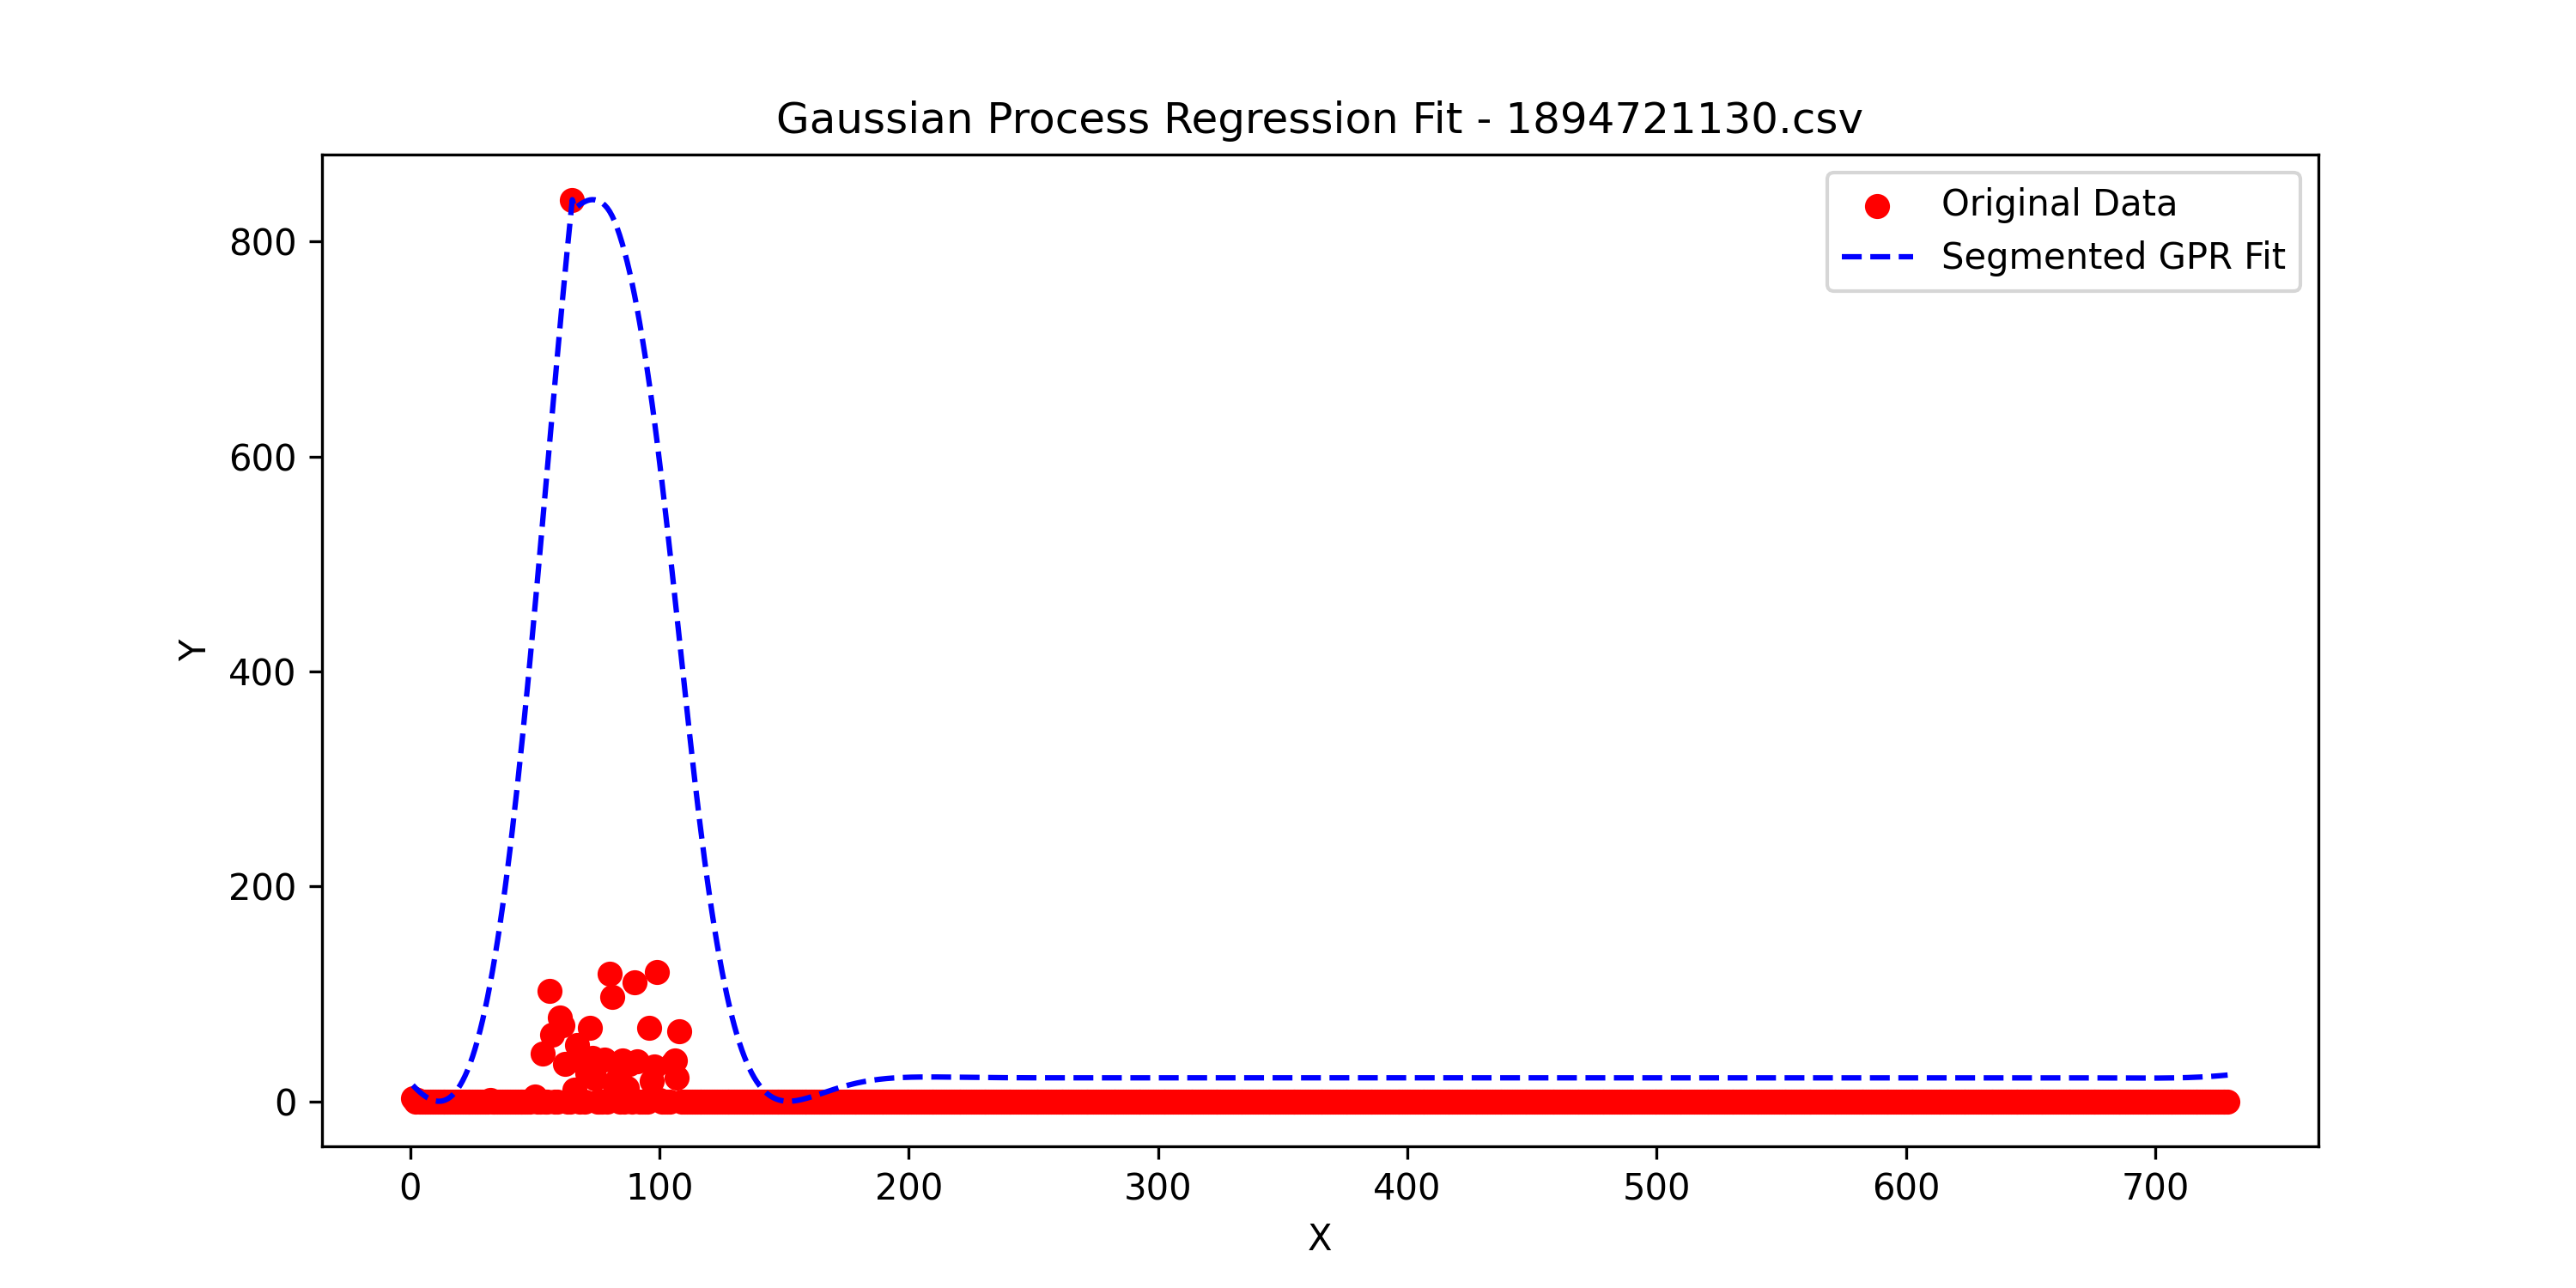 Gaussian Process Regression Fit - 1894721130.csv
Original Data
Segmented GPR Fit
800
600
400
200
0
Y
0 100 200 300 400 500 600 700
X